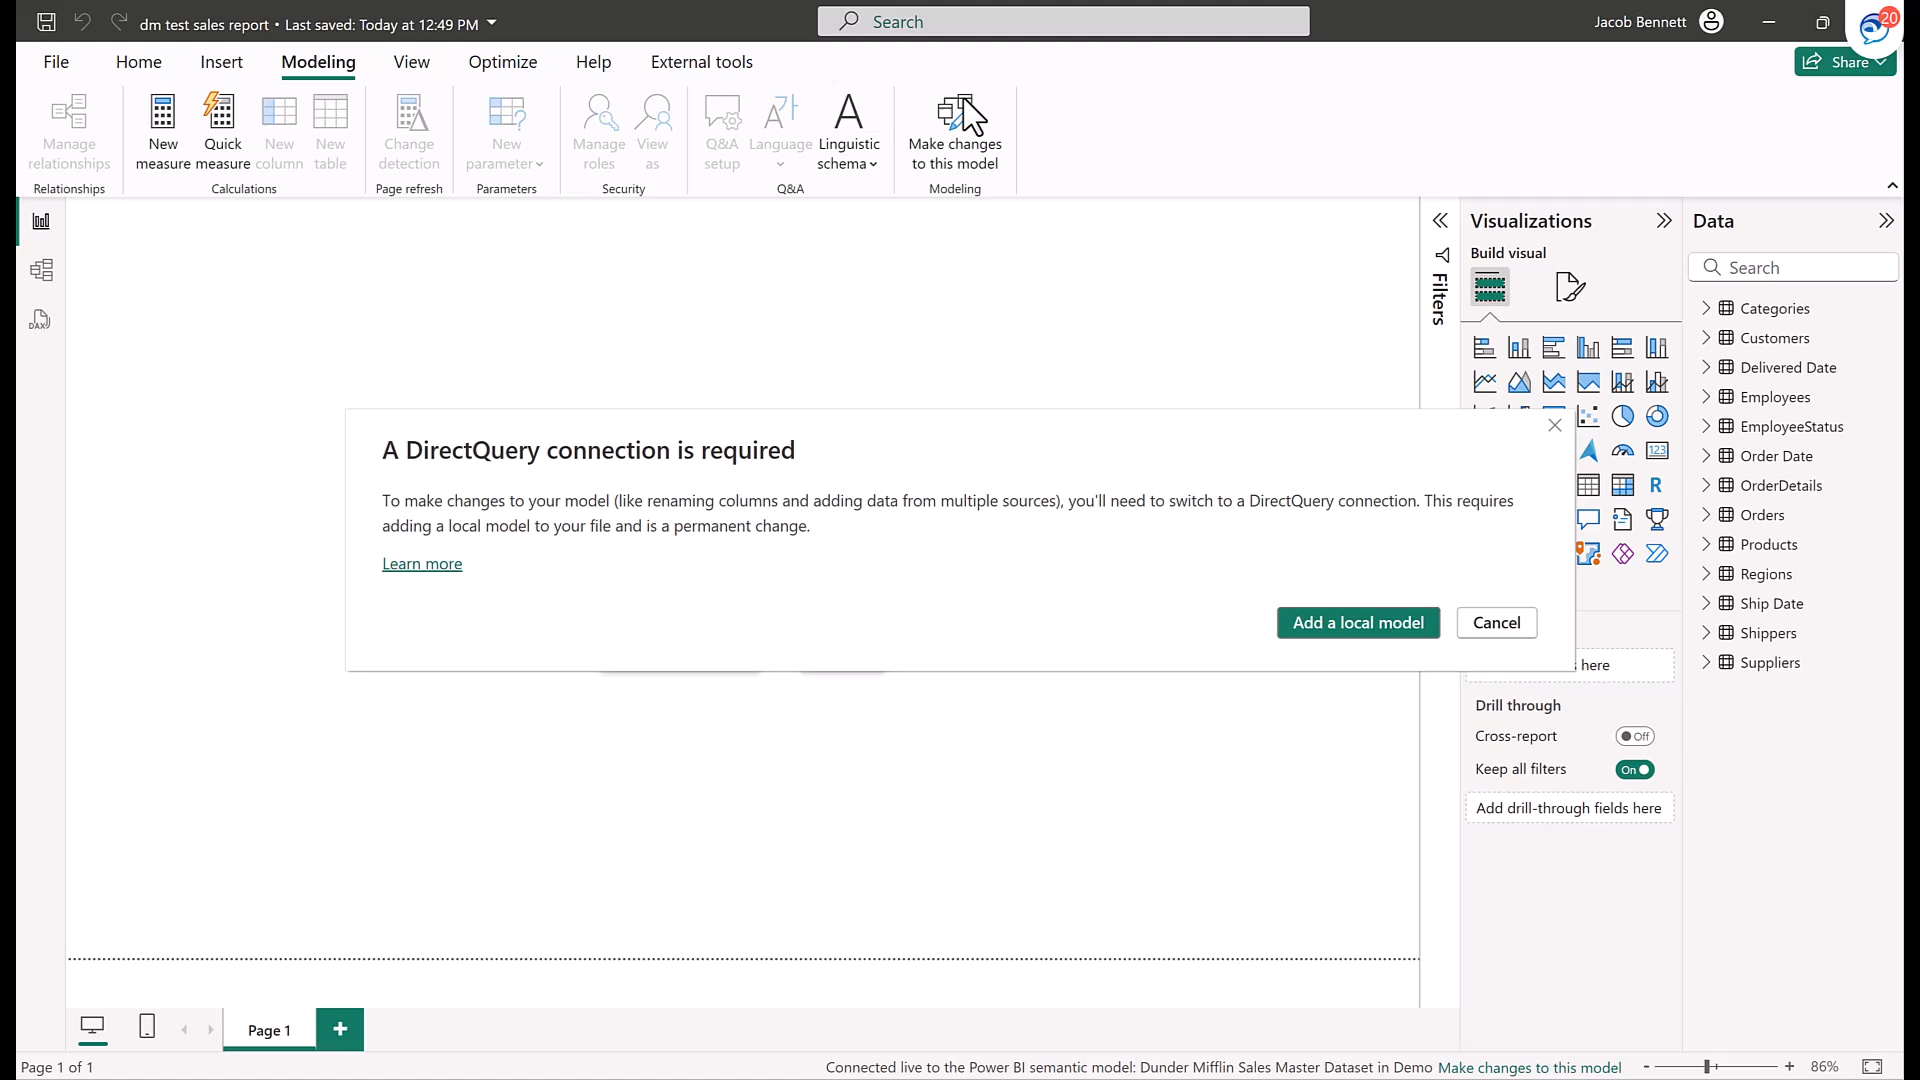 dm test sales report • Last saved: Today at 12:49 PM
Search
Jacob Bennett
20
File
Home
Insert
Modeling
View
Optimize
Help
External tools
Share
Manage relationships
New measure
Quick measure
New column
New table
Change detection
New parameter
Manage roles
View as
Q&A setup
Language
Linguistic schema
Make changes to this model
Relationships
Calculations
Page refresh
Parameters
Security
Q&A
Modeling
DAX
Filters
Visualizations
Build visual
123
R
A DirectQuery connection is required
To make changes to your model (like renaming columns and adding data from multiple sources), you'll need to switch to a DirectQuery connection. This requires
adding a local model to your file and is a permanent change.
Learn more
Add a local model
Cancel
here
Drill through
Cross-report
Off
Keep all filters
On
Add drill-through fields here
Data
Search
Categories
Customers
Delivered Date
Employees
EmployeeStatus
Order Date
OrderDetails
Orders
Products
Regions
Ship Date
Shippers
Suppliers
Page 1
Page 1 of 1
Connected live to the Power BI semantic model: Dunder Mifflin Sales Master Dataset in Demo
Make changes to this model
86%